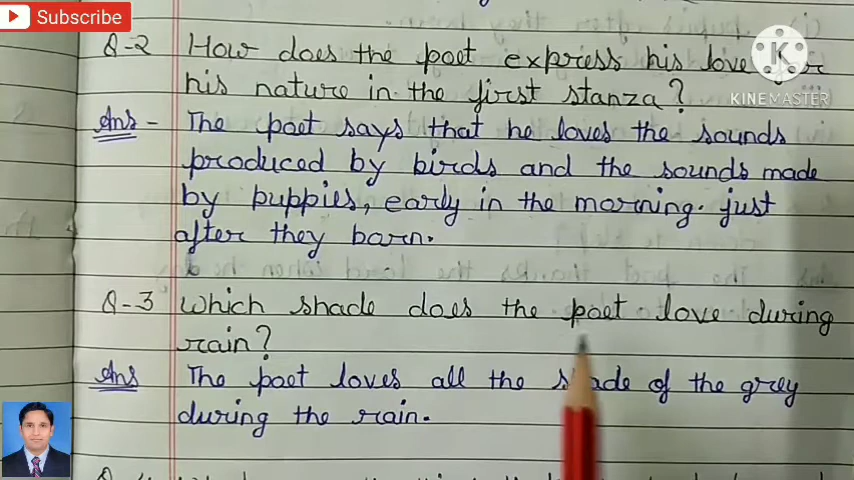 Subscribe
Q-2 How does the poet express his love
his nature in the first stanza?
KINEMASTER
Ans - The poet says that he loves the sounds
produced by birds and the sounds made
by puppies, early in the morning. just
after they barn.
Q-3 Which shade does the poet love during
rain?
Ans The poet loves all the shade of the grey
during the rain.